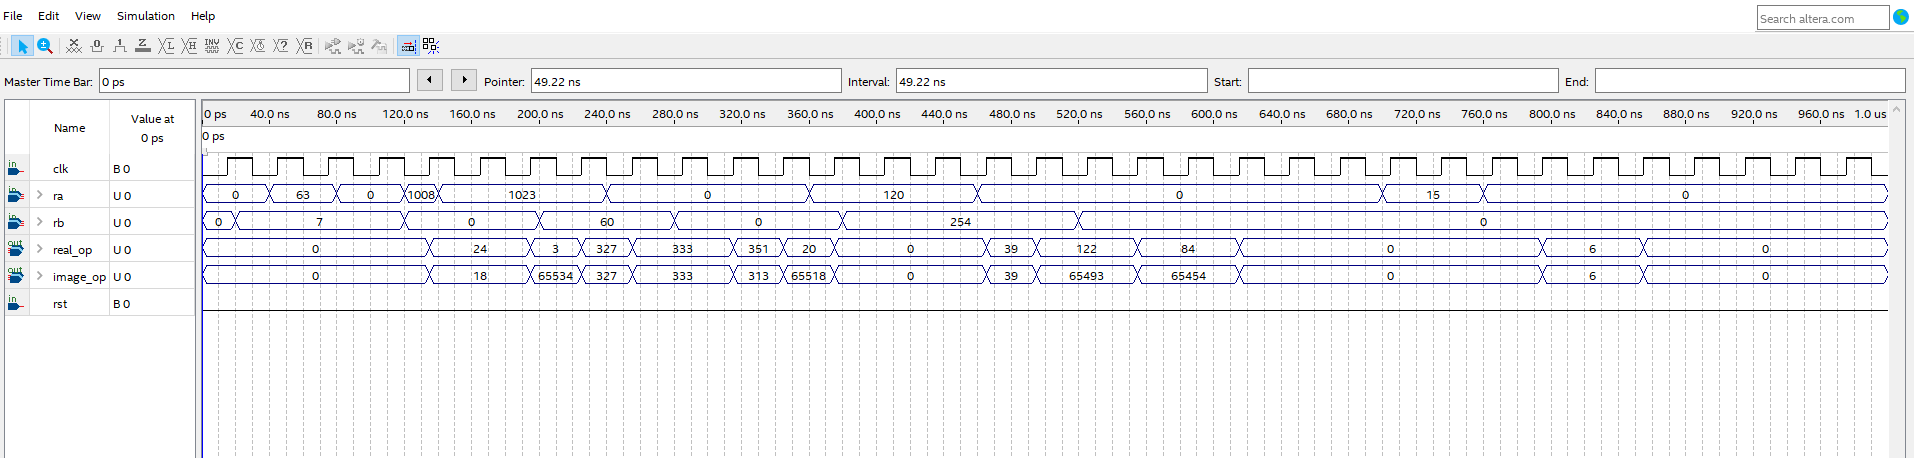 File Edit View Simulation Help
Search altera.com
Master Time Bar: 0 ps Pointer: 49.22 ns Interval: 49.22 ns Start: End:
Name Value at 0 ps
0 ps 40.0 ns 80.0 ns 120.0 ns 160.0 ns 200.0 ns 240.0 ns 280.0 ns 320.0 ns 360.0 ns 400.0 ns 440.0 ns 480.0 ns 520.0 ns 560.0 ns 600.0 ns 640.0 ns 680.0 ns 720.0 ns 760.0 ns 800.0 ns 840.0 ns 880.0 ns 920.0 ns 960.0 ns 1.0 us
0 ps
in clk B 0
in ra U 0 0 63 0 1008 1023 0 120 0 15 0
in rb U 0 0 7 0 60 0 254 0
out real_op U 0 0 24 3 327 333 351 20 0 39 122 84 0 6 0
out image_op U 0 0 18 65534 327 333 313 65518 0 39 65493 65454 0 6 0
in rst B 0